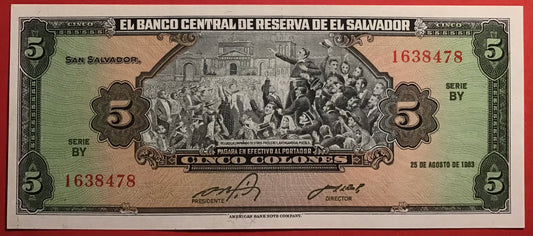 CINCO
EL BANCO CENTRAL DE RESERVA DE EL SALVADOR
CINCO
5
5
SAN SALVADOR,
1638478
SERIE
BY
5
5
SERIE
BY
PAGARA EN EFECTIVO AL PORTADOR
CINCO COLONES
25 DE AGOSTO DE 1983
1638478
5
5
PRESIDENTE
DIRECTOR
AMERICAN BANK NOTE COMPANY.